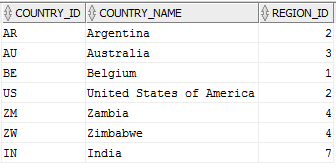 COUNTRY_ID COUNTRY_NAME REGION_ID
AR Argentina 2
AU Australia 3
BE Belgium 1
US United States of America 2
ZM Zambia 4
ZW Zimbabwe 4
IN India 7